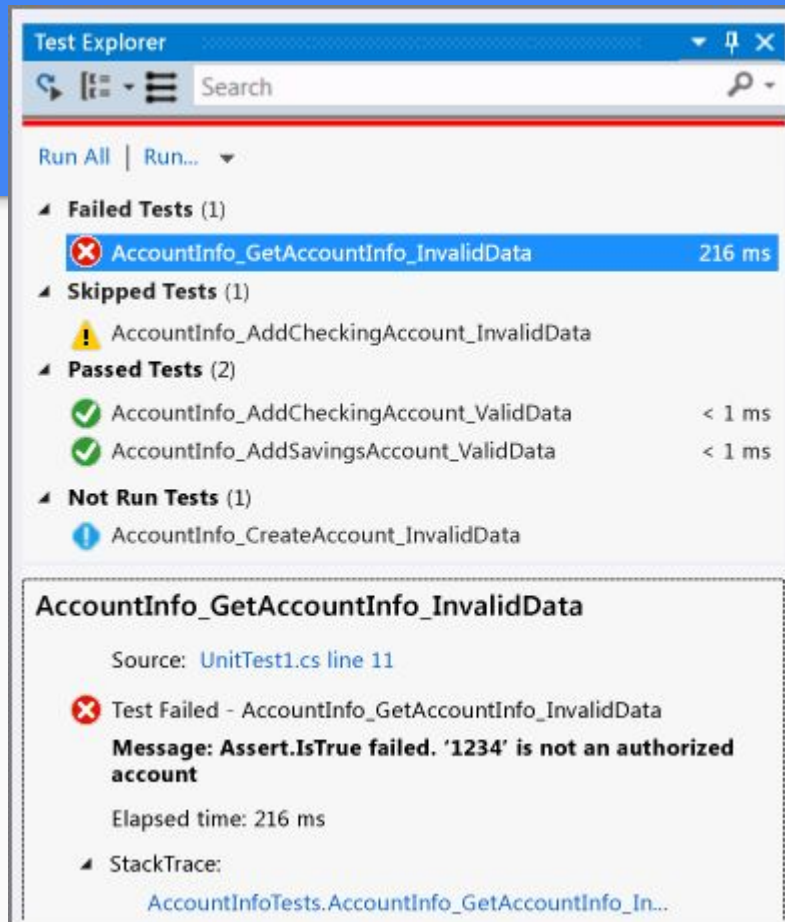 Test Explorer
Search
Run All | Run...
Failed Tests (1)
AccountInfo_GetAccountInfo_InvalidData 216 ms
Skipped Tests (1)
AccountInfo_AddCheckingAccount_InvalidData
Passed Tests (2)
AccountInfo_AddCheckingAccount_ValidData < 1 ms
AccountInfo_AddSavingsAccount_ValidData < 1 ms
Not Run Tests (1)
AccountInfo_CreateAccount_InvalidData
AccountInfo_GetAccountInfo_InvalidData
Source: UnitTest1.cs line 11
Test Failed - AccountInfo_GetAccountInfo_InvalidData
Message: Assert.IsTrue failed. '1234' is not an authorized
account
Elapsed time: 216 ms
StackTrace:
AccountInfoTests.AccountInfo_GetAccountInfo_In...